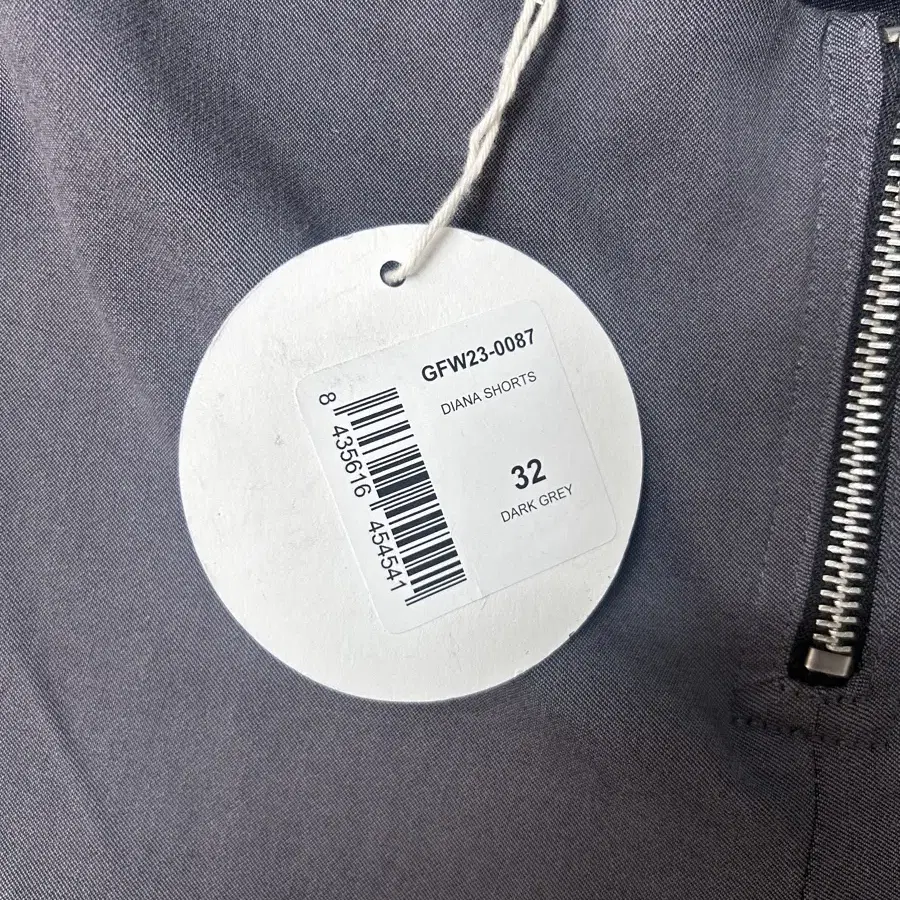 GFW23-0087
DIANA SHORTS
32
DARK GREY
8 435616 454541